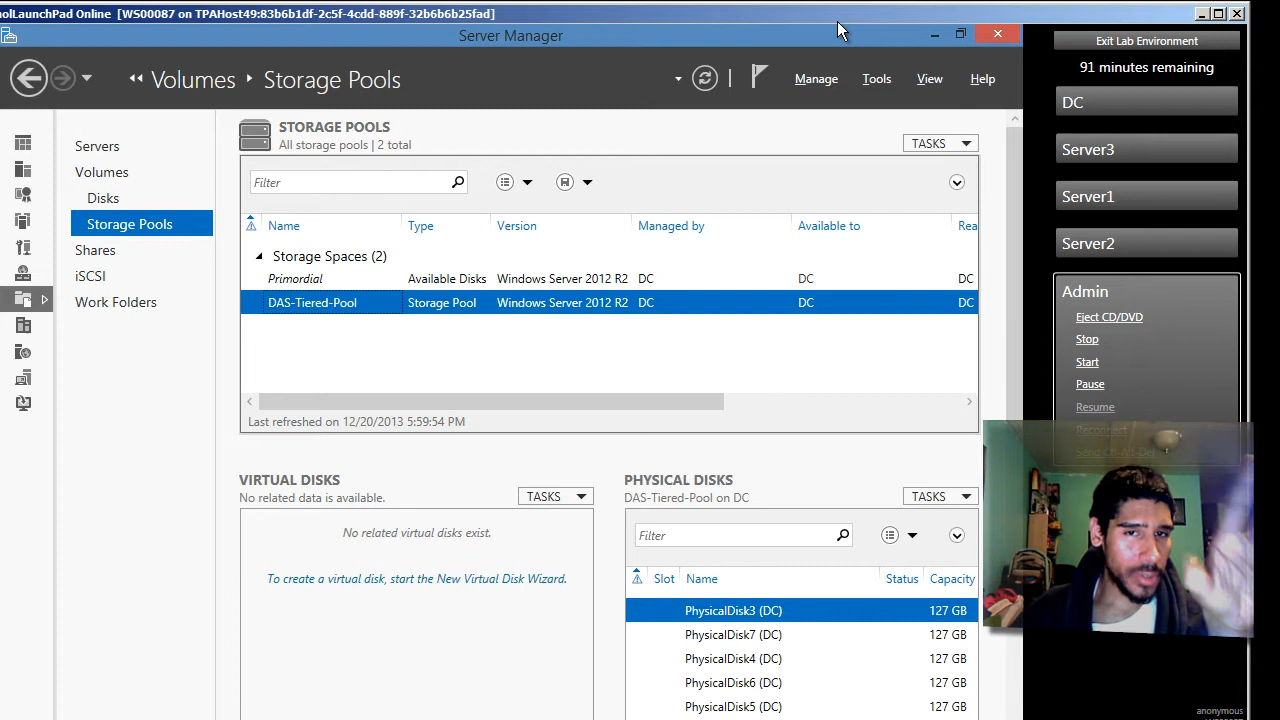 nolLaunchPad Online [WS00087 on TPAHost49:83b6b1df-2c5f-4cdd-889f-32b6b6b25fad]
Server Manager
Volumes Storage Pools
Manage Tools View Help
Exit Lab Environment
91 minutes remaining
DC
Server3
Server1
Server2
Admin
Eject CD/DVD
Stop
Start
Pause
Resume
Reconnect
Send Ctrl-Alt-Del
Servers
Volumes
Disks
Storage Pools
Shares
iSCSI
Work Folders
STORAGE POOLS
All storage pools | 2 total
TASKS
Filter
Name Type Version Managed by Available to Rea
Storage Spaces (2)
Primordial Available Disks Windows Server 2012 R2 DC DC DC
DAS-Tiered-Pool Storage Pool Windows Server 2012 R2 DC DC DC
Last refreshed on 12/20/2013 5:59:54 PM
VIRTUAL DISKS
No related data is available.
TASKS
No related virtual disks exist.
To create a virtual disk, start the New Virtual Disk Wizard.
PHYSICAL DISKS
DAS-Tiered-Pool on DC
TASKS
Filter
Slot Name Status Capacity
PhysicalDisk3 (DC) 127 GB
PhysicalDisk7 (DC) 127 GB
PhysicalDisk4 (DC) 127 GB
PhysicalDisk6 (DC) 127 GB
PhysicalDisk5 (DC) 127 GB
anonymous